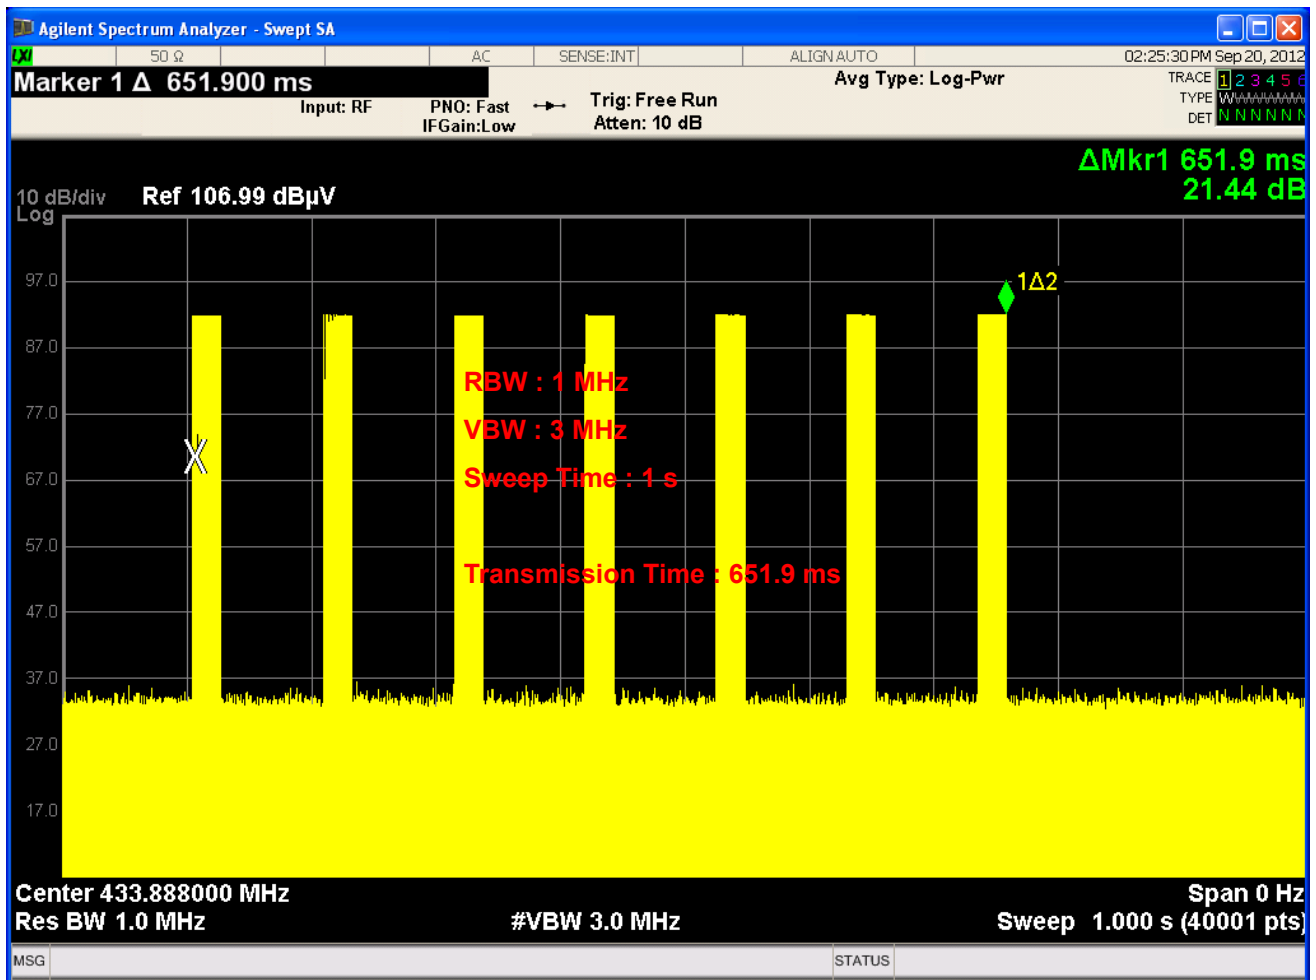 Agilent Spectrum Analyzer - Swept SA
LXI 50 Ω AC SENSE:INT ALIGN AUTO 02:25:30 PM Sep 20, 2012
Marker 1 Δ 651.900 ms
Avg Type: Log-Pwr
TRACE 1 2 3 4 5 6
Input: RF
PNO: Fast
Trig: Free Run
TYPE
IFGain:Low
Atten: 10 dB
DET N N N N N N
ΔMkr1 651.9 ms
21.44 dB
10 dB/div Ref 106.99 dBµV
Log
97.0
1Δ2
87.0
RBW : 1 MHz
77.0
VBW : 3 MHz
67.0
Sweep Time : 1 s
57.0
Transmission Time : 651.9 ms
47.0
37.0
27.0
17.0
Center 433.888000 MHz Span 0 Hz
Res BW 1.0 MHz #VBW 3.0 MHz Sweep 1.000 s (40001 pts)
MSG STATUS